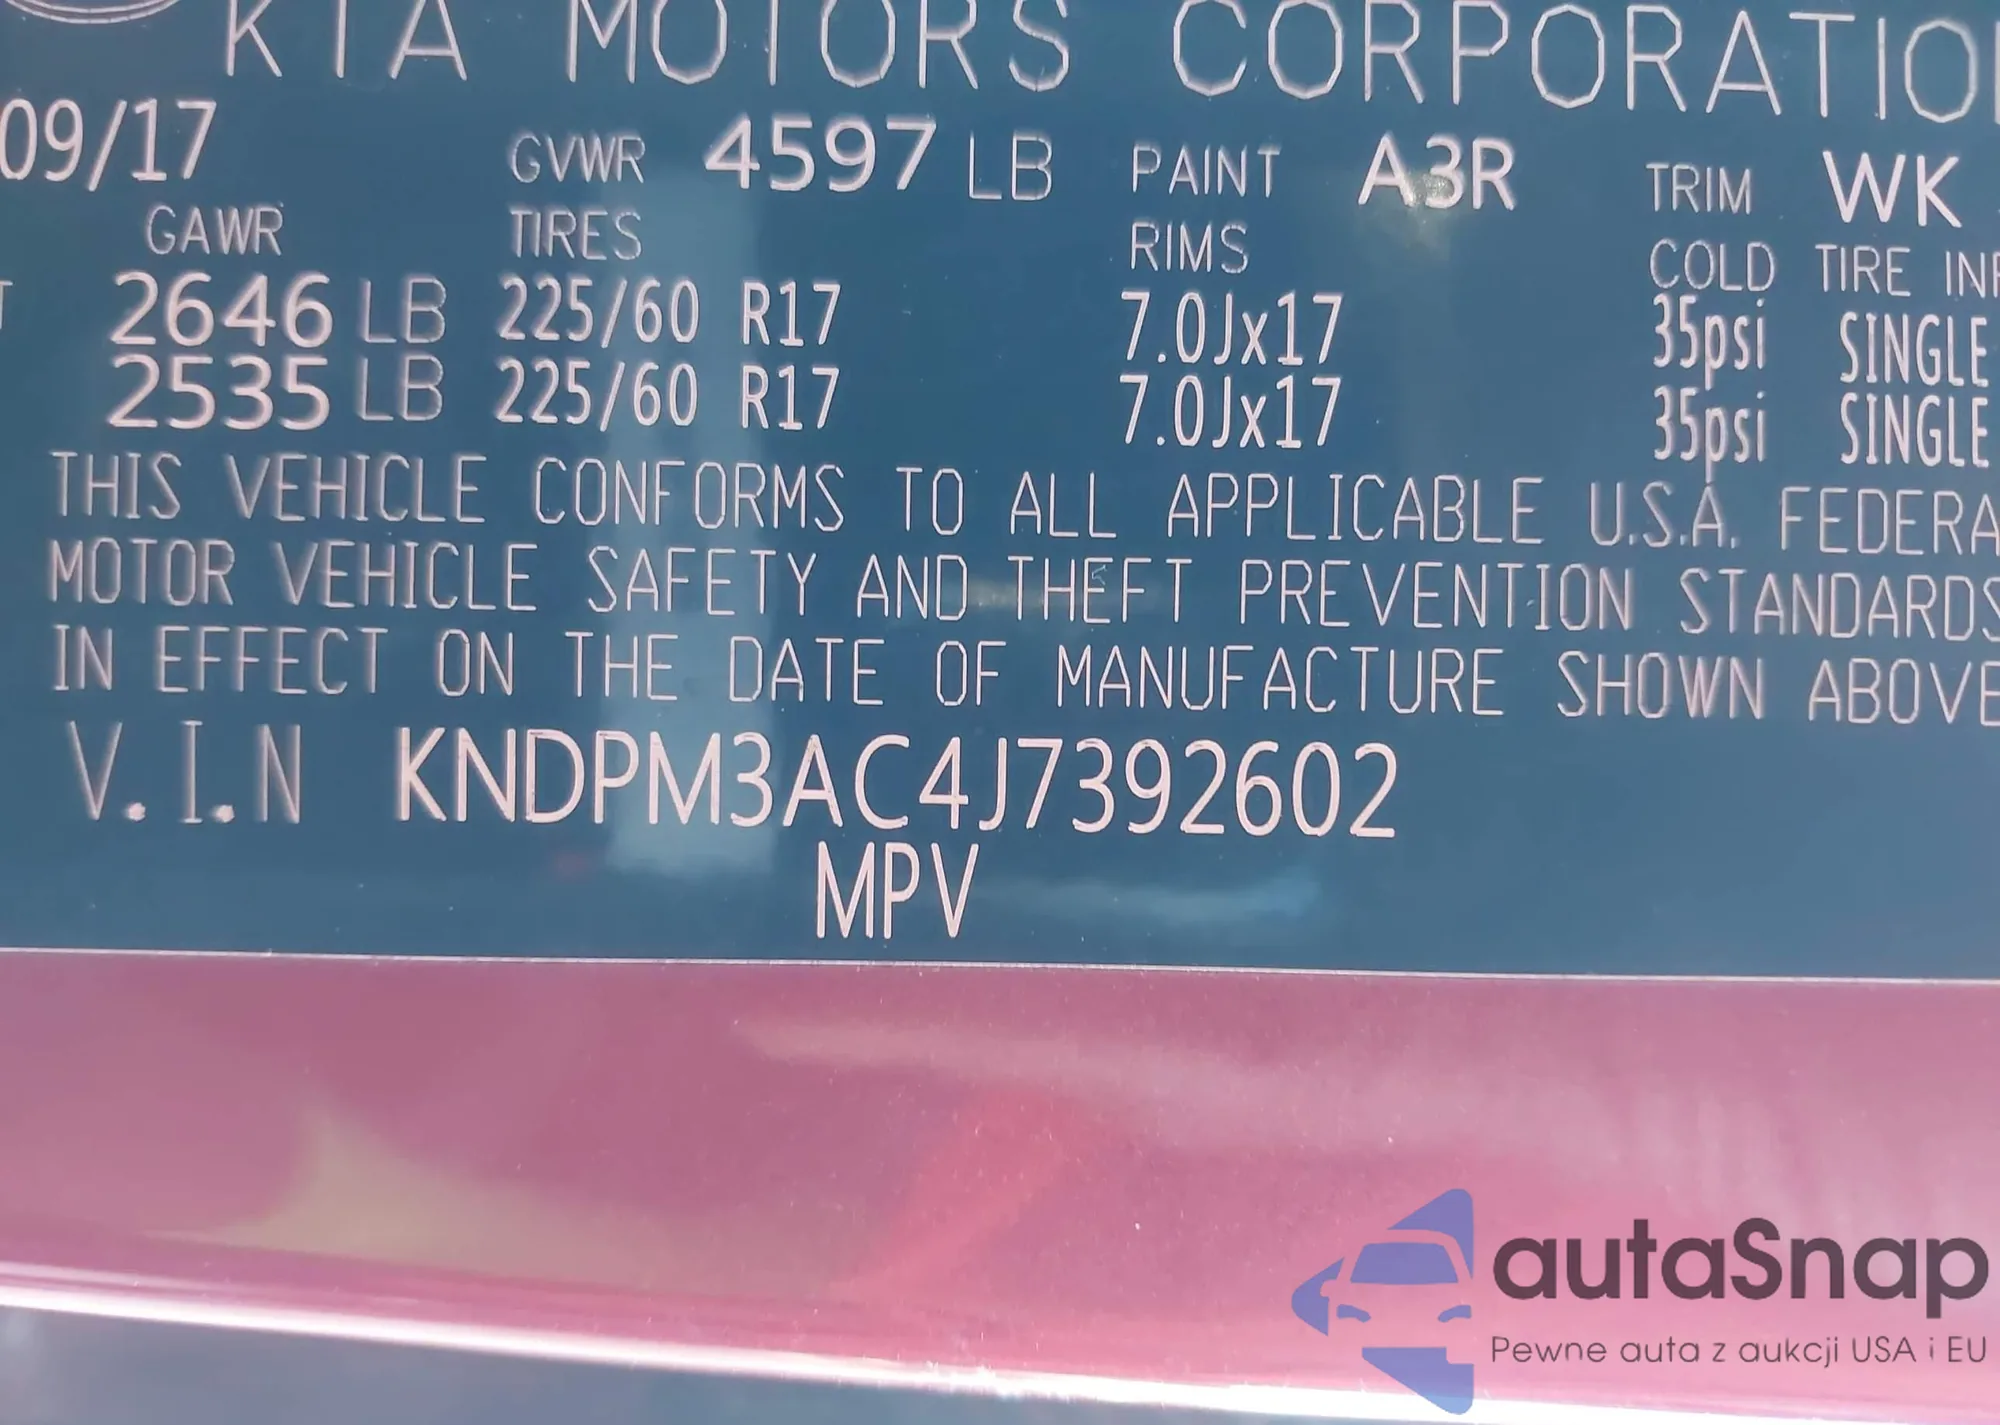 KIA MOTORS CORPORATION
09/17 GVWR 4597 LB PAINT A3R TRIM WK
GAWR TIRES RIMS COLD TIRE INF
T 2646 LB 225/60 R17 7.0Jx17 35psi SINGLE
2535 LB 225/60 R17 7.0Jx17 35psi SINGLE
THIS VEHICLE CONFORMS TO ALL APPLICABLE U.S.A. FEDERA
MOTOR VEHICLE SAFETY AND THEFT PREVENTION STANDARDS
IN EFFECT ON THE DATE OF MANUFACTURE SHOWN ABOVE
V.I.N KNDPM3AC4J7392602
MPV
autaSnap
Pewne auta z aukcji USA i EU